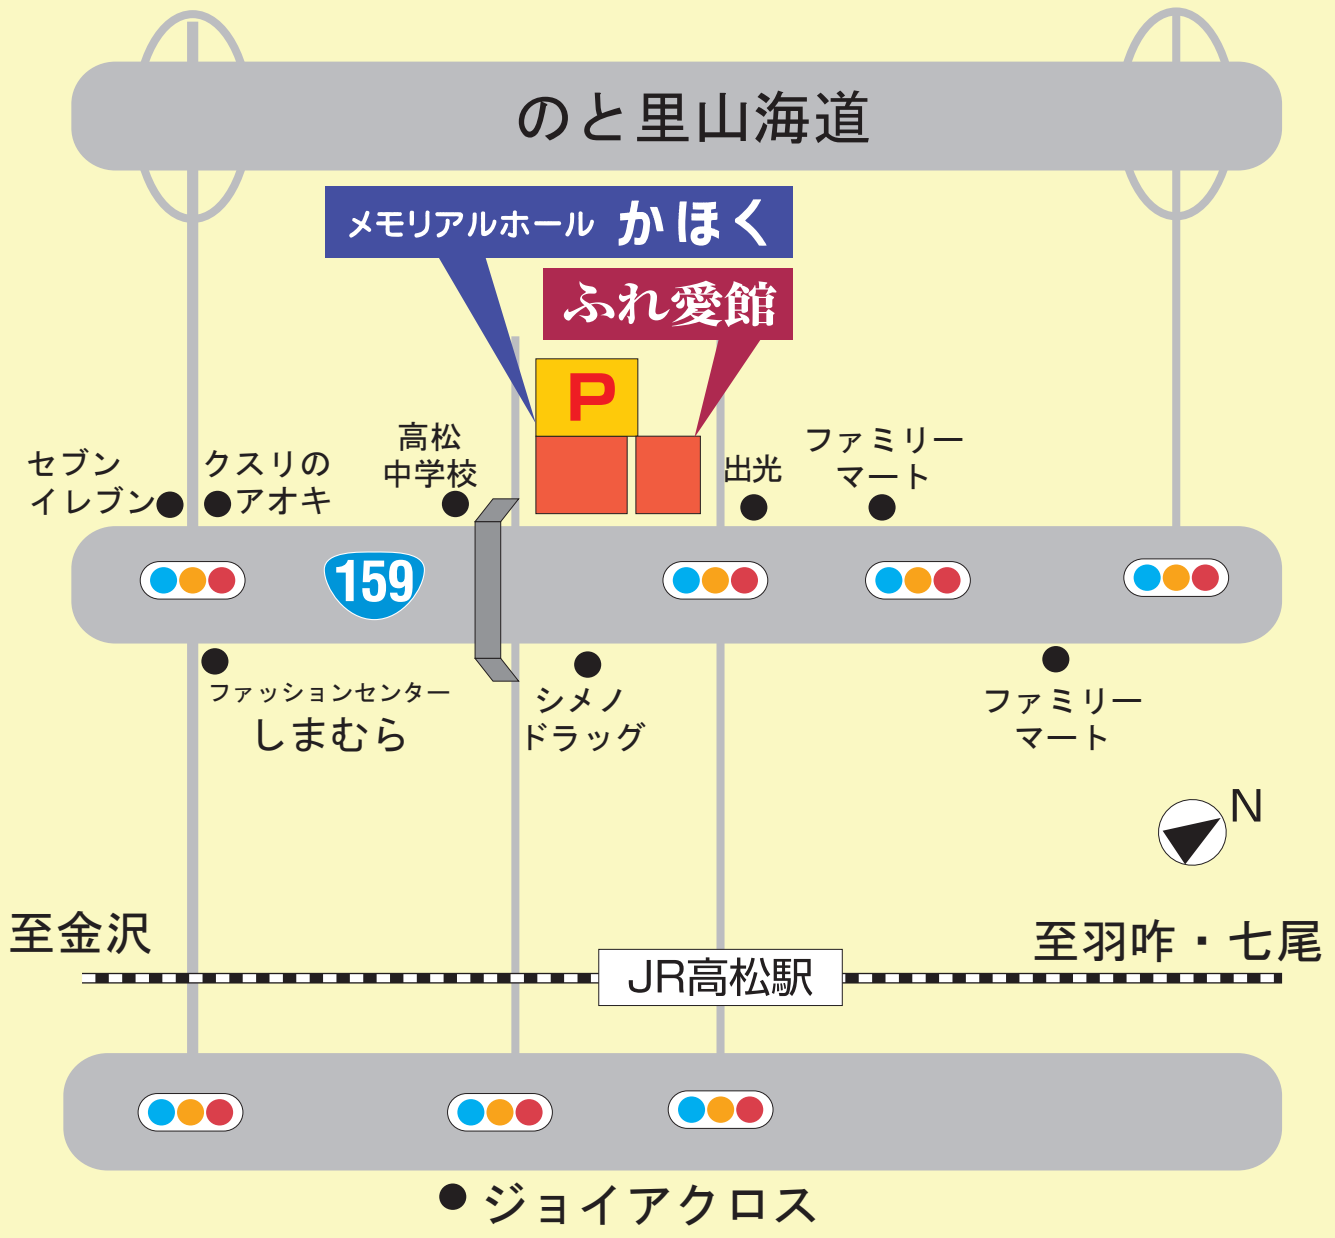 のと里山海道
メモリアルホール かほく
ふれ愛館
P
セブン
イレブン
クスリの
アオキ
高松
中学校
出光
ファミリー
マート
159
ファッションセンター
しまむら
シメノ
ドラッグ
ファミリー
マート
N
至金沢
至羽咋・七尾
JR高松駅
ジョイアクロス